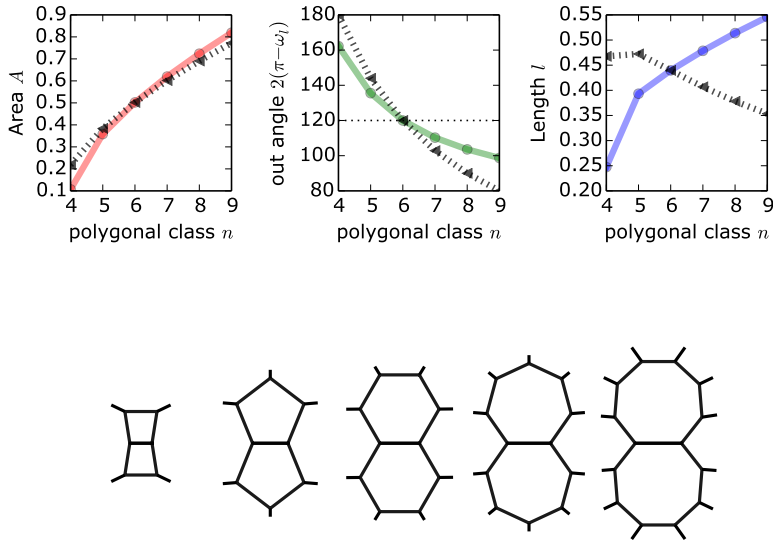 0.9
0.8
0.7
0.6
0.5
0.4
0.3
0.2
0.1
Area A
4 5 6 7 8 9
polygonal class n
180
160
140
120
100
80
out angle 2(π−ω_l)
4 5 6 7 8 9
polygonal class n
0.55
0.50
0.45
0.40
0.35
0.30
0.25
0.20
Length l
4 5 6 7 8 9
polygonal class n